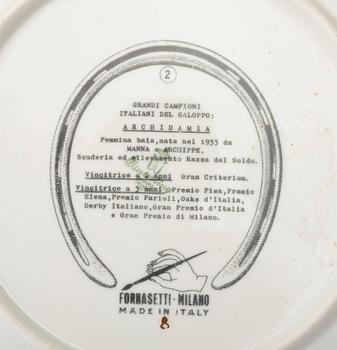 2
GRANDI CAMPIONI
ITALIANI DEL GALOPPO:
ARCHIDAMIA
Femmina baia,nata nel 1933 da
MANNA e ARCHIPPE.
Scuderia ed allevamento Razza del Soldo.
Vincitrice a 2 anni Gran Criterium.
Vincitrice a 3 anni Premio Pisa,Premio
Elena,Premio Parioli,Oaks d'Italia,
Derby Italiano,Gran Premio d'Italia
e Gran Premio di Milano.
FORNASETTI-MILANO
MADE IN ITALY